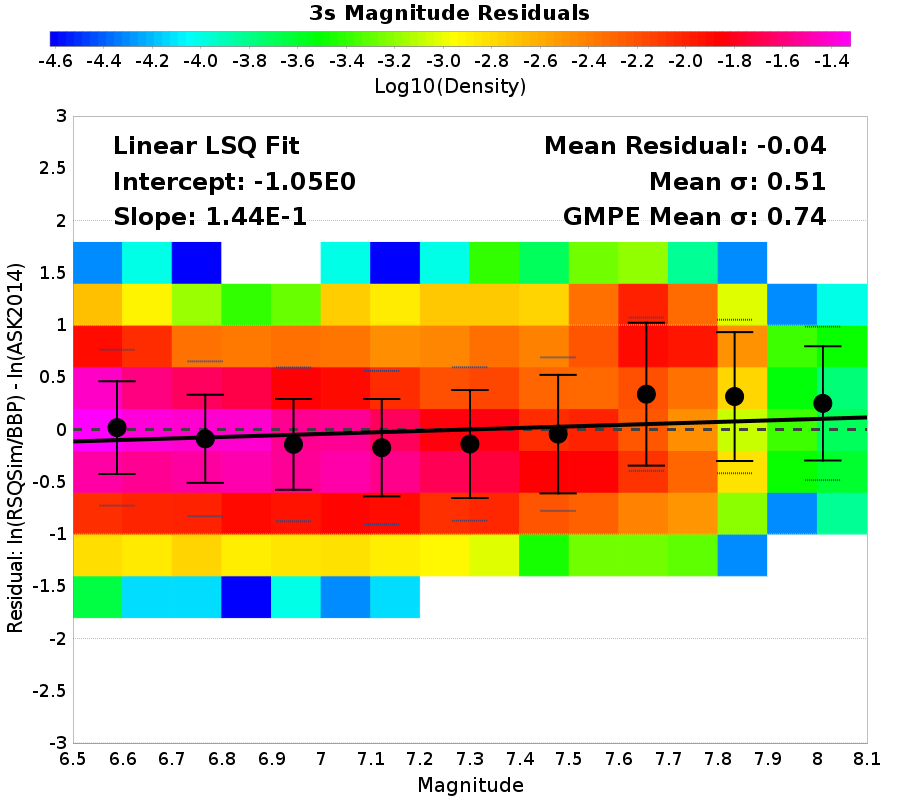 3s Magnitude Residuals
-4.6 -4.4 -4.2 -4.0 -3.8 -3.6 -3.4 -3.2 -3.0 -2.8 -2.6 -2.4 -2.2 -2.0 -1.8 -1.6 -1.4
Log10(Density)
Linear LSQ Fit
Intercept: -1.05E0
Slope: 1.44E-1
Mean Residual: -0.04
Mean σ: 0.51
GMPE Mean σ: 0.74
Residual: ln(RSQSim/BBP) - ln(ASK2014)
3
2.5
2
1.5
1
0.5
0
-0.5
-1
-1.5
-2
-2.5
-3
6.5 6.6 6.7 6.8 6.9 7 7.1 7.2 7.3 7.4 7.5 7.6 7.7 7.8 7.9 8 8.1
Magnitude